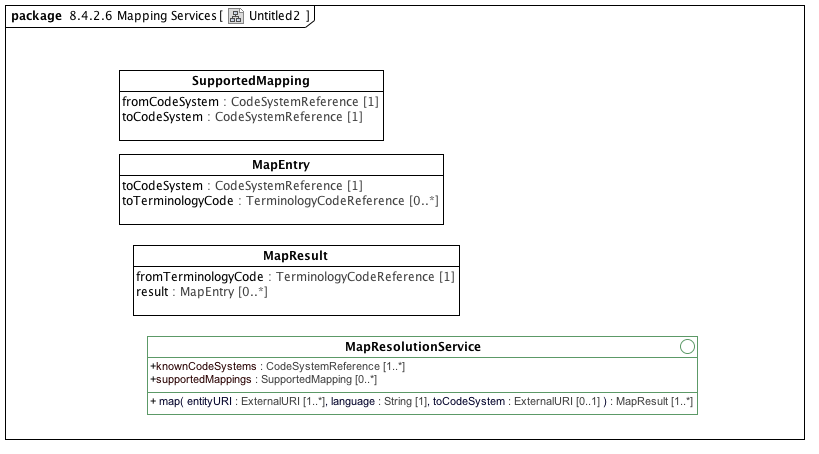 package 8.4.2.6 Mapping Services [ Untitled2 ]
SupportedMapping
fromCodeSystem : CodeSystemReference [1]
toCodeSystem : CodeSystemReference [1]
MapEntry
toCodeSystem : CodeSystemReference [1]
toTerminologyCode : TerminologyCodeReference [0..*]
MapResult
fromTerminologyCode : TerminologyCodeReference [1]
result : MapEntry [0..*]
MapResolutionService
+knownCodeSystems : CodeSystemReference [1..*]
+supportedMappings : SupportedMapping [0..*]
+ map( entityURI : ExternalURI [1..*], language : String [1], toCodeSystem : ExternalURI [0..1] ) : MapResult [1..*]